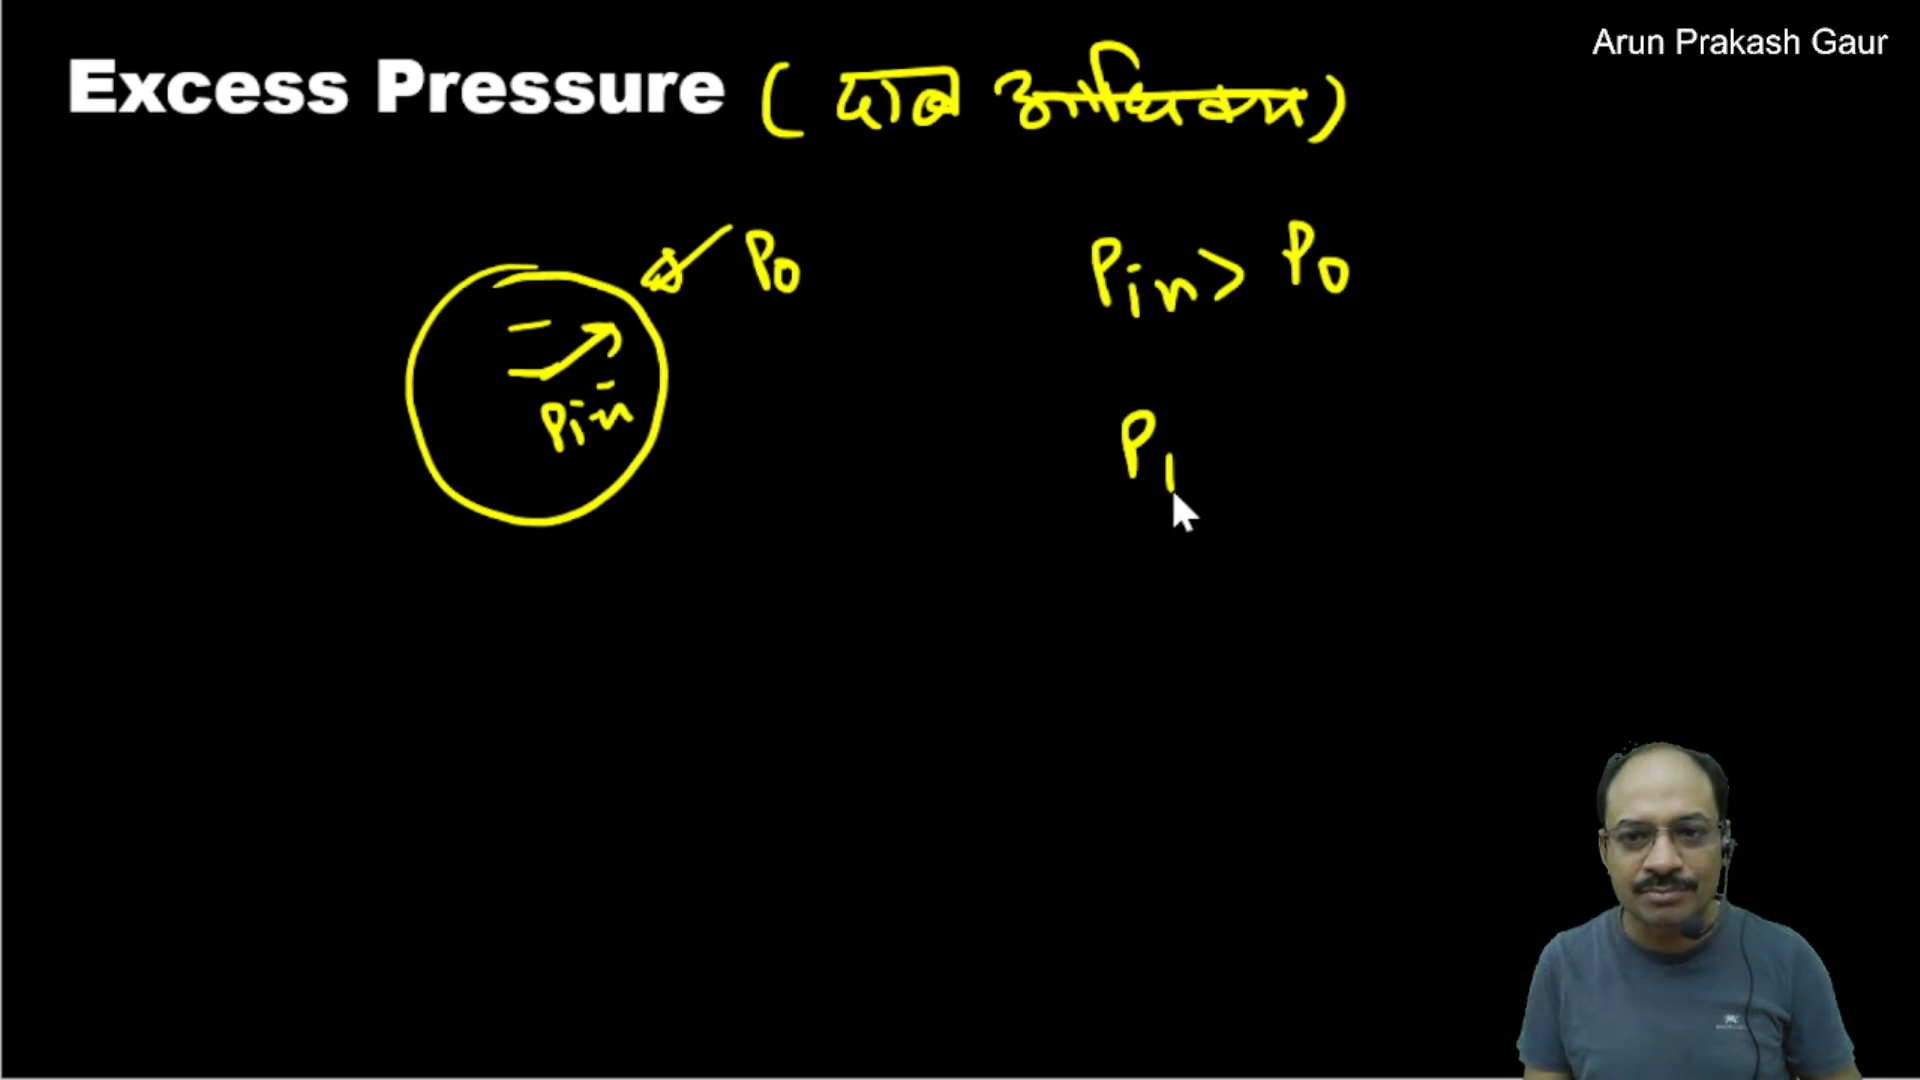 Arun Prakash Gaur
Excess Pressure (दाब आधिक्य)
P0
Pin > P0
Pin
P1